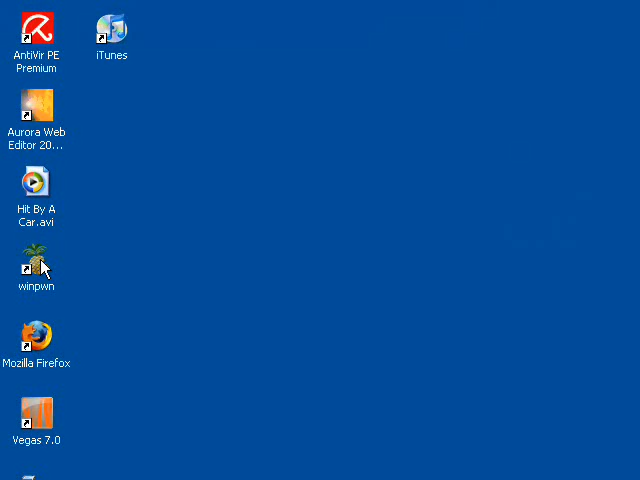 AntiVir PE
Premium
iTunes
Aurora Web
Editor 20...
Hit By A
Car.avi
winpwn
Mozilla Firefox
Vegas 7.0